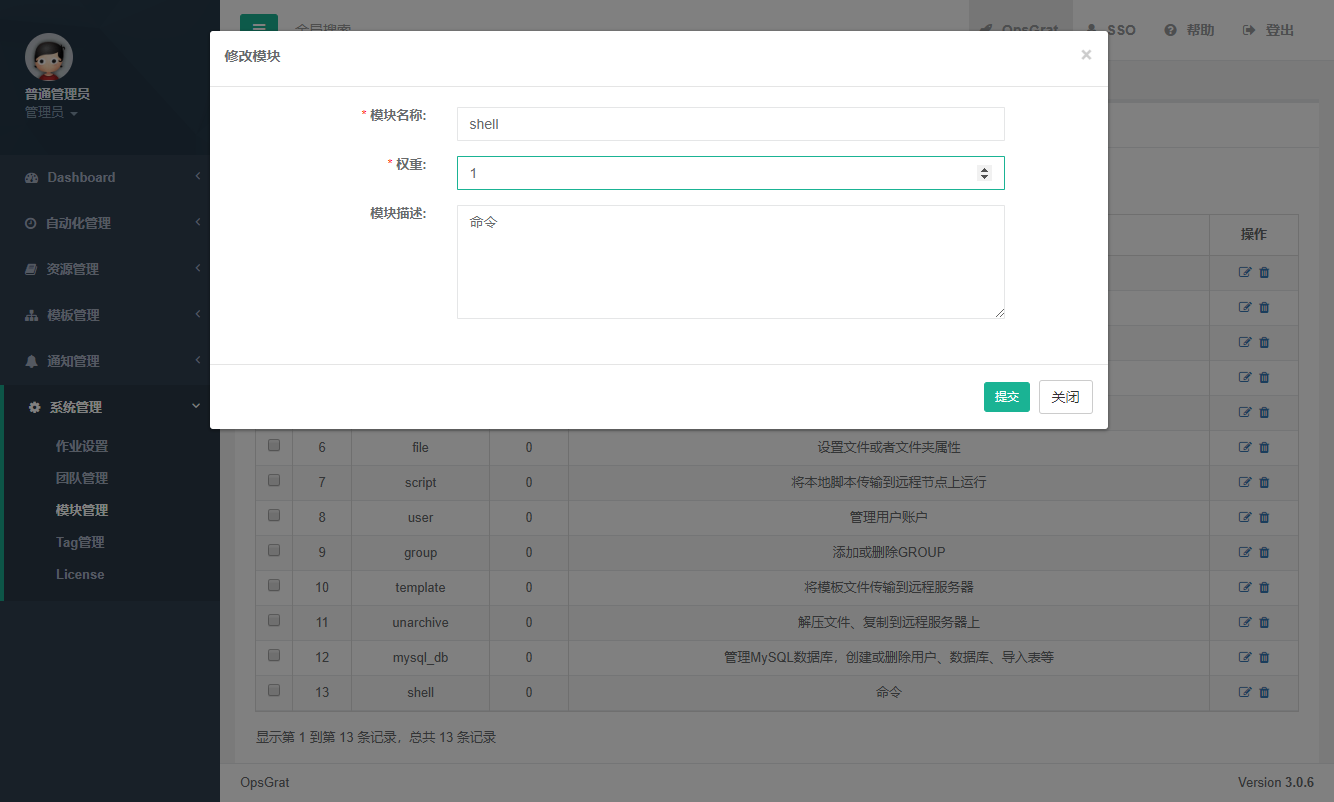 全局搜索
OpsGrat
SSO
帮助
登出
普通管理员
管理员
Dashboard
自动化管理
资源管理
模板管理
通知管理
系统管理
作业设置
团队管理
模块管理
Tag管理
License
修改模块
×
* 模块名称:
shell
* 权重:
1
模块描述:
命令
提交
关闭
操作
6 file 0 设置文件或者文件夹属性
7 script 0 将本地脚本传输到远程节点上运行
8 user 0 管理用户账户
9 group 0 添加或删除GROUP
10 template 0 将模板文件传输到远程服务器
11 unarchive 0 解压文件、复制到远程服务器上
12 mysql_db 0 管理MySQL数据库，创建或删除用户、数据库、导入表等
13 shell 0 命令
显示第 1 到第 13 条记录，总共 13 条记录
OpsGrat
Version 3.0.6